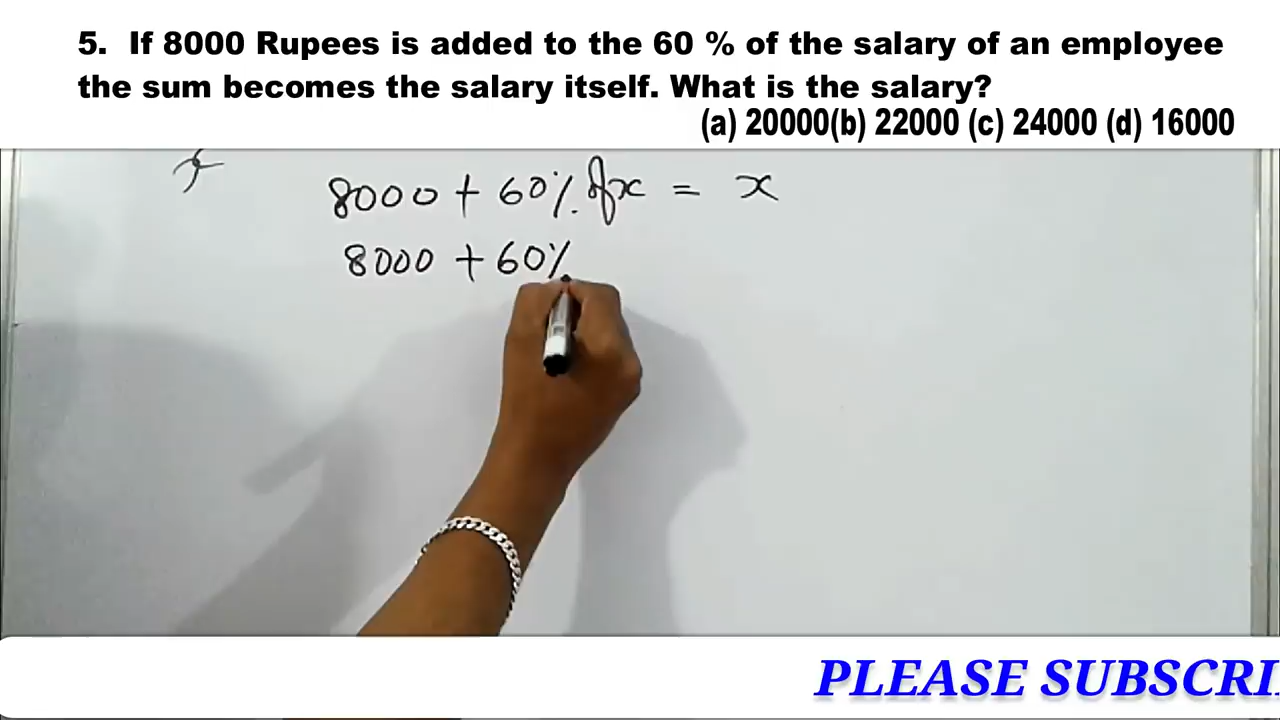 5. If 8000 Rupees is added to the 60 % of the salary of an employee
the sum becomes the salary itself. What is the salary?
(a) 20000(b) 22000 (c) 24000 (d) 16000
8000 + 60% of x = x
8000 + 60%
PLEASE SUBSCRI